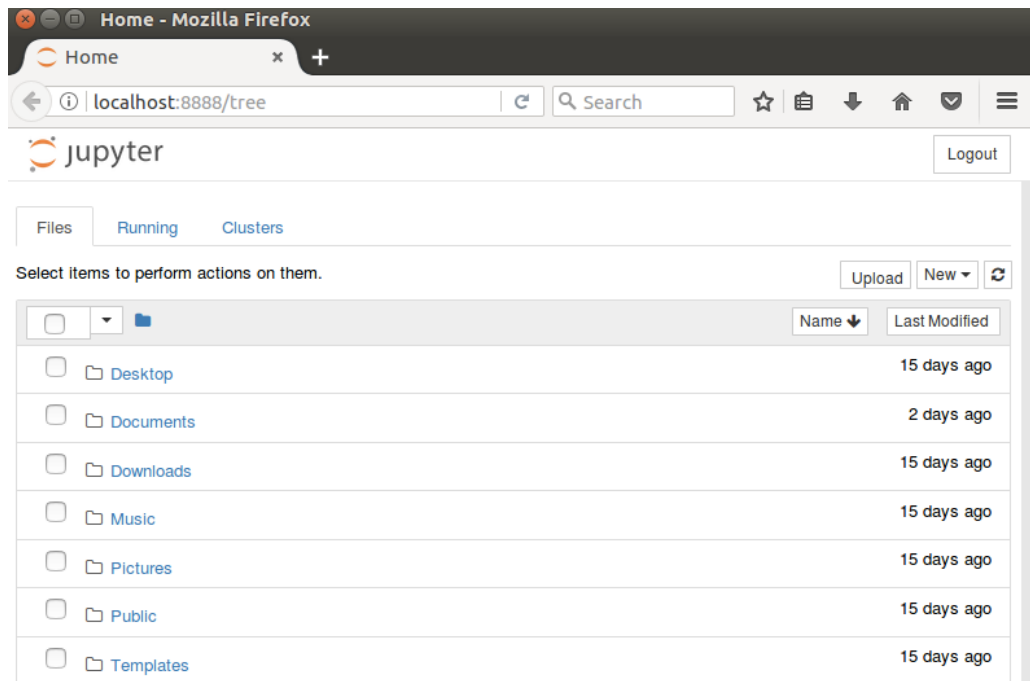 Home - Mozilla Firefox
Home
localhost:8888/tree Search
jupyter Logout
Files Running Clusters
Select items to perform actions on them. Upload New
Name Last Modified
Desktop 15 days ago
Documents 2 days ago
Downloads 15 days ago
Music 15 days ago
Pictures 15 days ago
Public 15 days ago
Templates 15 days ago